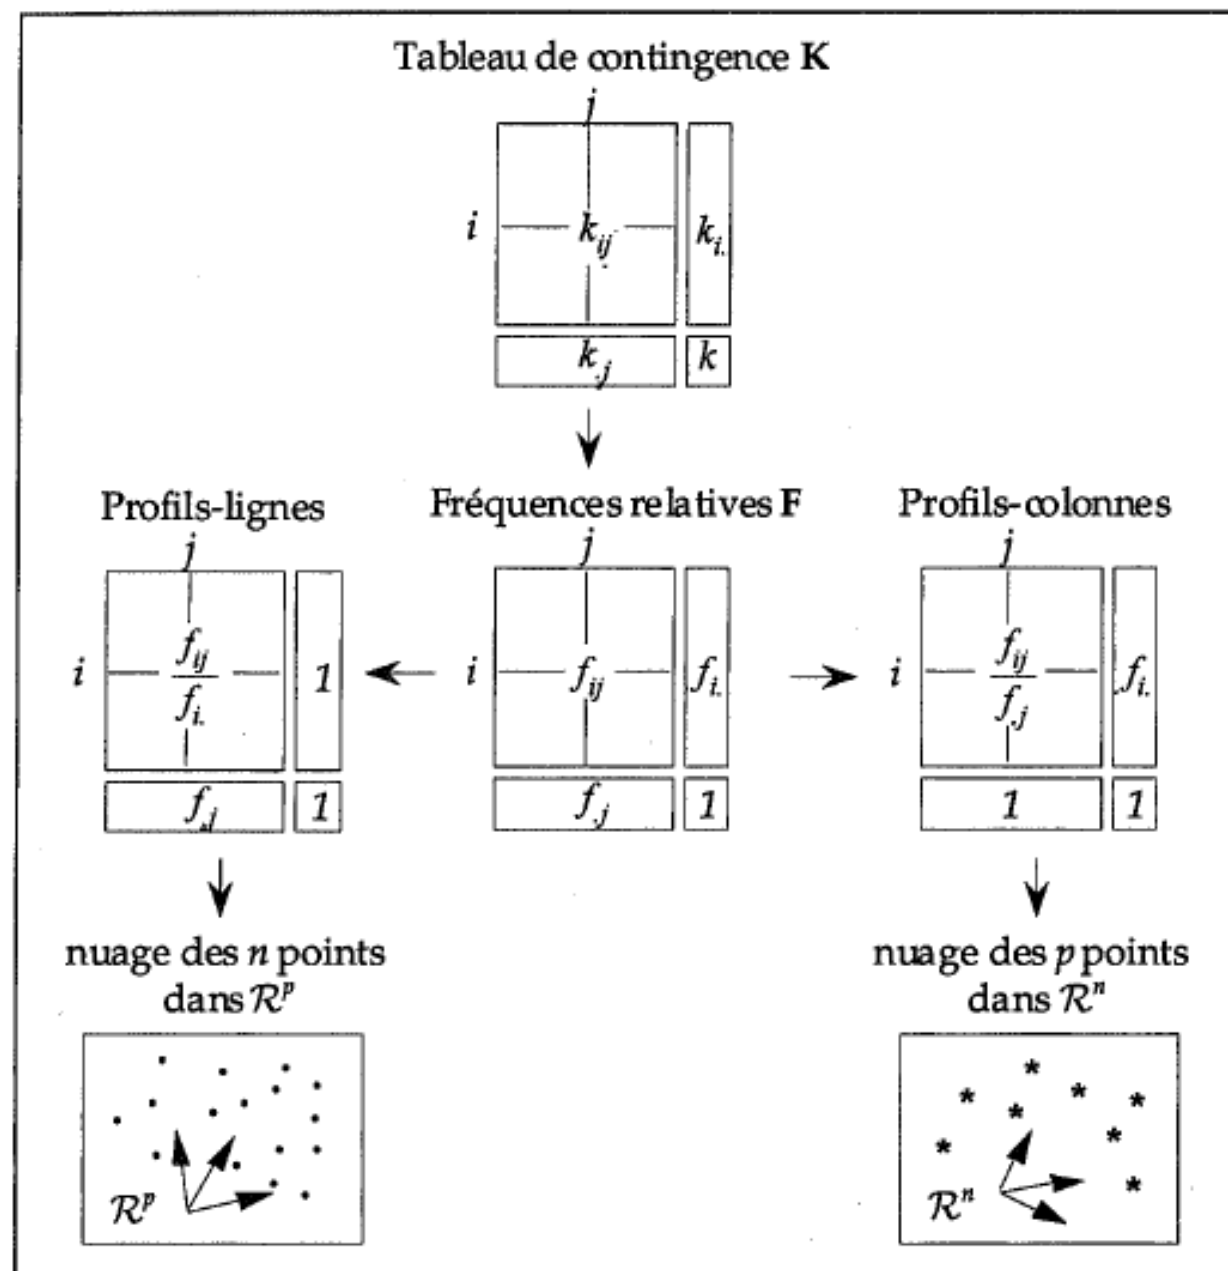 Tableau de contingence K
j
i k_ij k_i.
k_.j k
Profils-lignes Fréquences relatives F Profils-colonnes
j j j
i f_ij / f_i. 1 i f_ij f_i. i f_ij / f_.j f_i.
f_.j 1 f_.j 1 1 1
nuage des n points
dans ℛ^p
ℛ^p
nuage des p points
dans ℛ^n
* * * * * * * *
ℛ^n